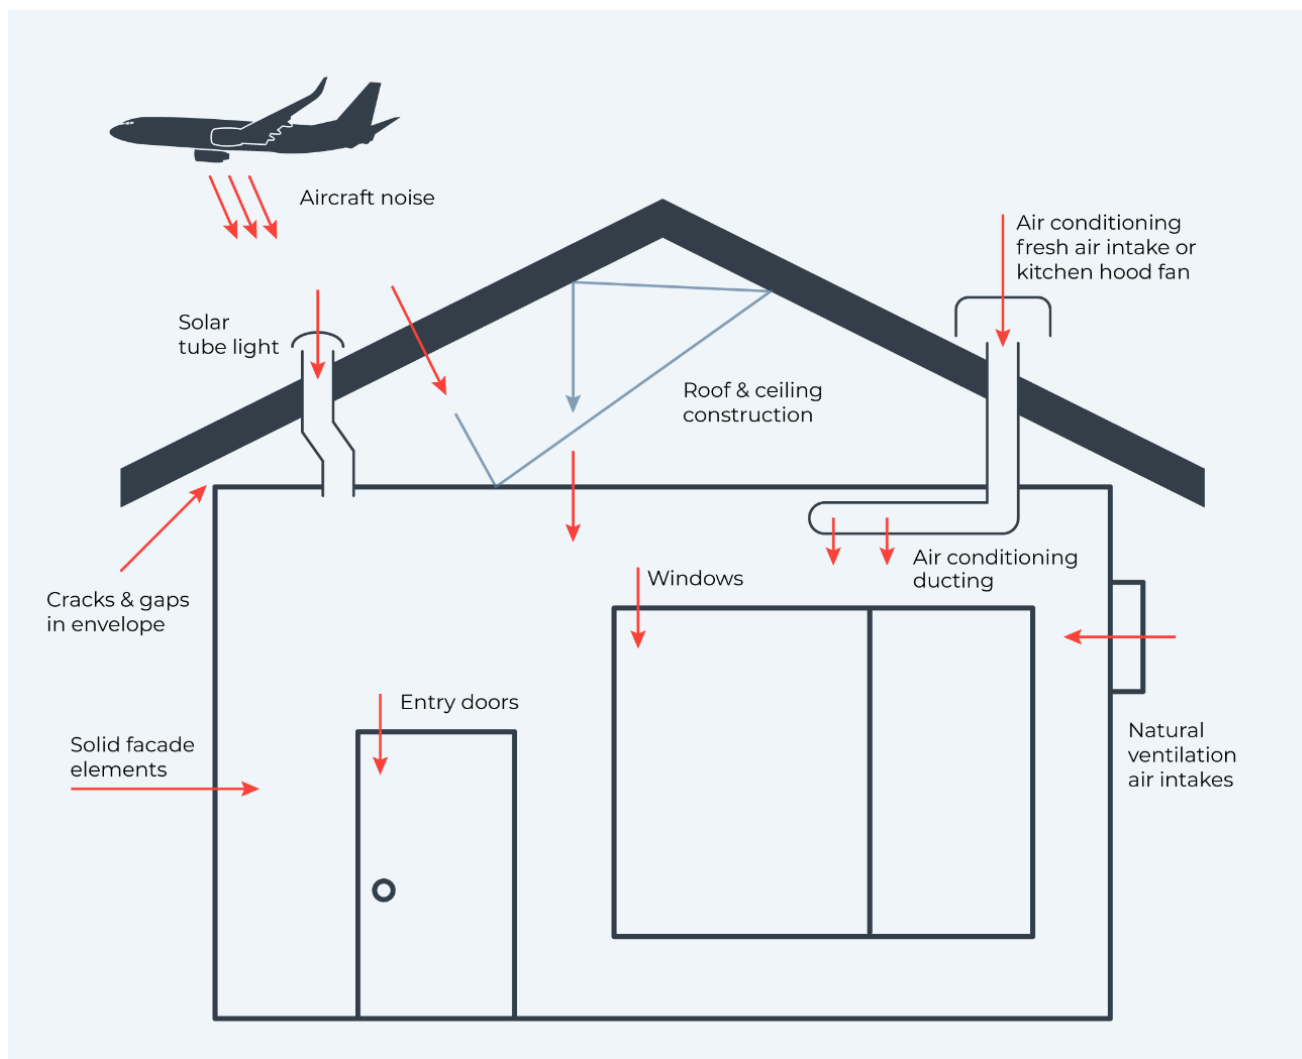 Aircraft noise
Air conditioning
fresh air intake or
kitchen hood fan
Solar
tube light
Roof & ceiling
construction
Air conditioning
ducting
Windows
Cracks & gaps
in envelope
Entry doors
Solid facade
elements
Natural
ventilation
air intakes